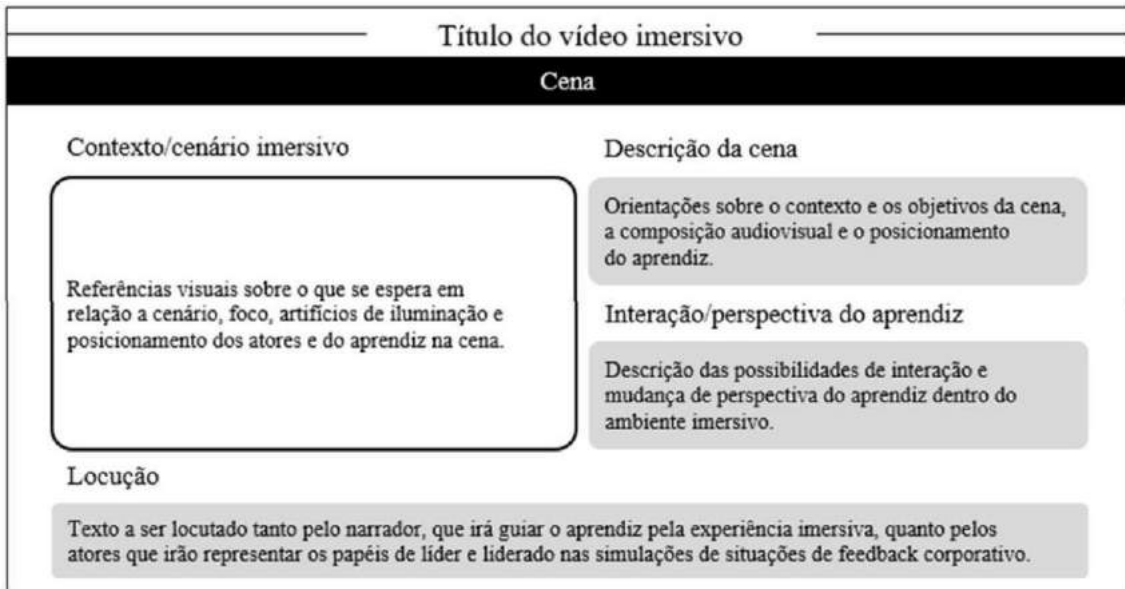 Título do vídeo imersivo
Cena
Contexto/cenário imersivo
Referências visuais sobre o que se espera em
relação a cenário, foco, artifícios de iluminação e
posicionamento dos atores e do aprendiz na cena.
Descrição da cena
Orientações sobre o contexto e os objetivos da cena,
a composição audiovisual e o posicionamento
do aprendiz.
Interação/perspectiva do aprendiz
Descrição das possibilidades de interação e
mudança de perspectiva do aprendiz dentro do
ambiente imersivo.
Locução
Texto a ser locutado tanto pelo narrador, que irá guiar o aprendiz pela experiência imersiva, quanto pelos
atores que irão representar os papéis de líder e liderado nas simulações de situações de feedback corporativo.